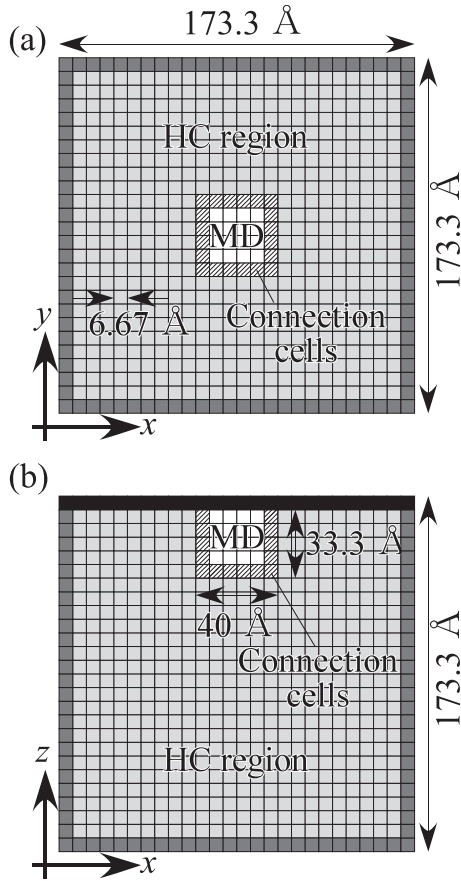 173.3 Å
(a)
HC region
173.3 Å
MD
6.67 Å
Connection
cells
y
x
(b)
MD
33.3 Å
40 Å
Connection
cells
173.3 Å
HC region
z
x